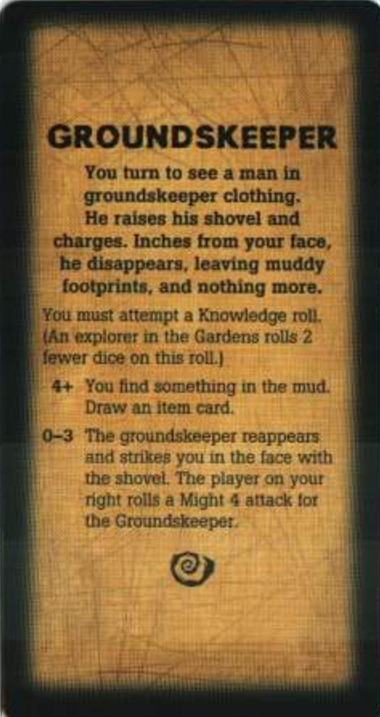 GROUNDSKEEPER
You turn to see a man in
groundskeeper clothing.
He raises his shovel and
charges. Inches from your face,
he disappears, leaving muddy
footprints, and nothing more.
You must attempt a Knowledge roll.
(An explorer in the Gardens rolls 2
fewer dice on this roll.)
4+ You find something in the mud.
Draw an item card.
0–3 The groundskeeper reappears
and strikes you in the face with
the shovel. The player on your
right rolls a Might 4 attack for
the Groundskeeper.